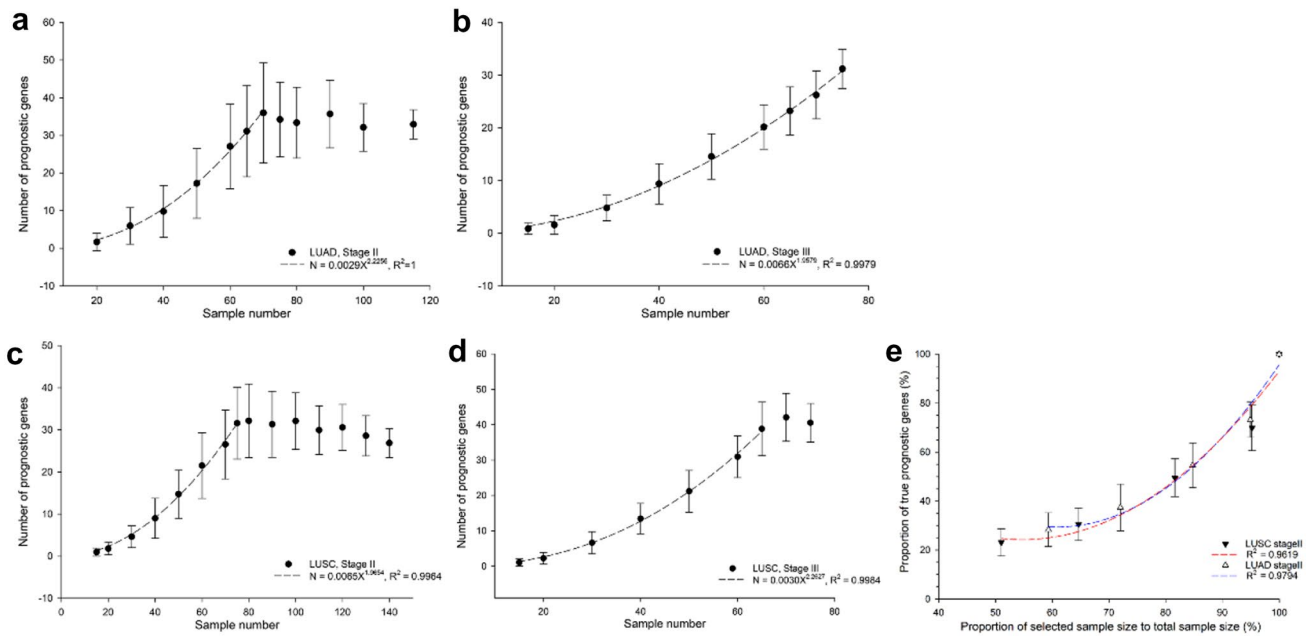 a
60
50
40
30
20
10
0
-10
Number of prognostic genes
20 40 60 80 100 120
Sample number
LUAD, Stage II
N = 0.0029X^2.2256, R²=1
b
40
30
20
10
0
-10
Number of prognostic genes
20 40 60 80
Sample number
LUAD, Stage III
N = 0.0066X^1.9579, R² = 0.9979
c
50
40
30
20
10
0
-10
Number of prognostic genes
0 20 40 60 80 100 120 140
Sample number
LUSC, Stage II
N = 0.0065X^1.9654, R² = 0.9964
d
60
50
40
30
20
10
0
Number of prognostic genes
20 40 60 80
Sample number
LUSC, Stage III
N = 0.0030X^2.2627, R² = 0.9984
e
100
80
60
40
20
0
Proportion of true prognostic genes (%)
40 50 60 70 80 90 100
Proportion of selected sample size to total sample size (%)
LUSC stageII
R² = 0.9619
LUAD stageII
R² = 0.9794